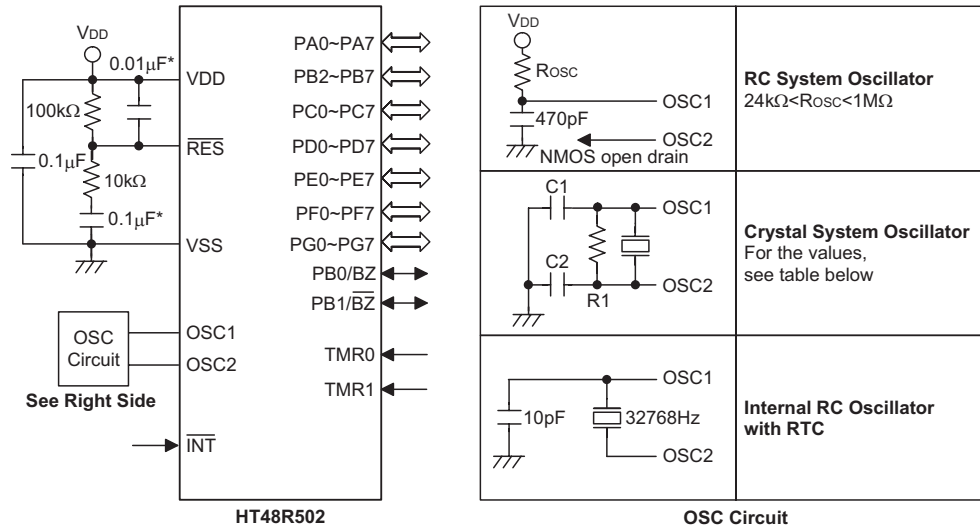 VDD
0.01μF*
VDD
100kΩ
RES
0.1μF
10kΩ
0.1μF*
VSS
OSC
Circuit
OSC1
OSC2
See Right Side
INT
PA0~PA7
PB2~PB7
PC0~PC7
PD0~PD7
PE0~PE7
PF0~PF7
PG0~PG7
PB0/BZ
PB1/BZ
TMR0
TMR1
HT48R502
VDD
ROSC
OSC1
470pF
OSC2
NMOS open drain
RC System Oscillator
24kΩ<ROSC<1MΩ
C1
OSC1
C2
OSC2
R1
Crystal System Oscillator
For the values,
see table below
OSC1
10pF
32768Hz
OSC2
Internal RC Oscillator
with RTC
OSC Circuit